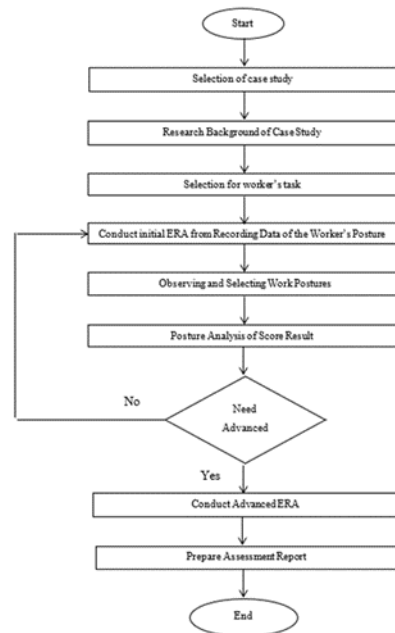 Start
Selection of case study
Research Background of Case Study
Selection for worker's task
Conduct initial ERA from Recording Data of the Worker's Posture
Observing and Selecting Work Postures
Posture Analysis of Score Result
No
Need
Advanced
Yes
Conduct Advanced ERA
Prepare Assessment Report
End